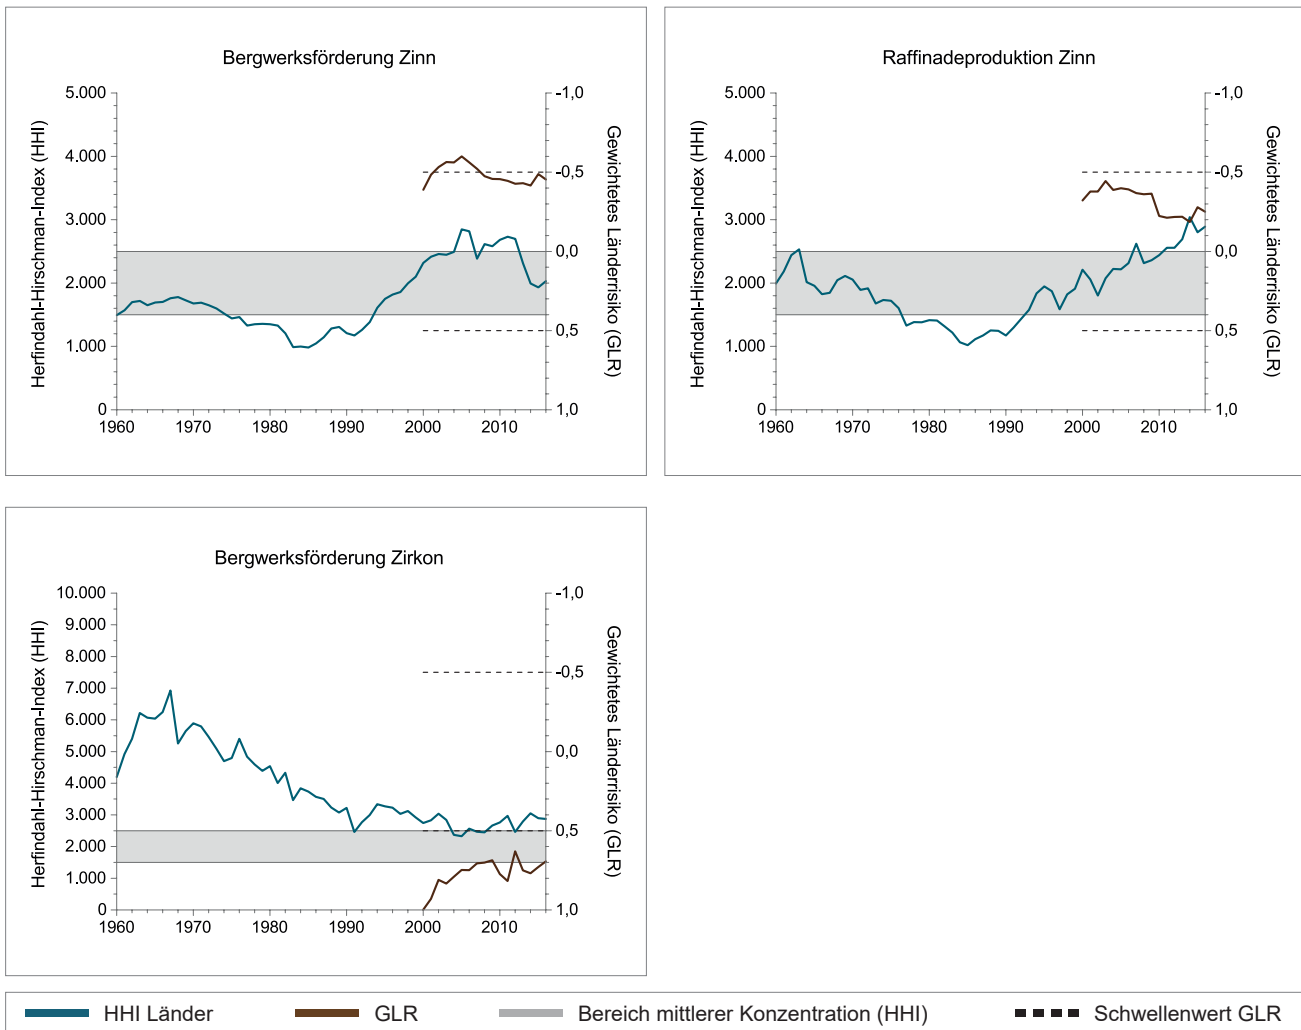 Bergwerksförderung Zinn
Herfindahl-Hirschman-Index (HHI)
5.000
4.000
3.000
2.000
1.000
0
1960 1970 1980 1990 2000 2010
-1,0
-0,5
0,0
0,5
1,0
Gewichtetes Länderrisiko (GLR)
Raffinadeproduktion Zinn
Herfindahl-Hirschman-Index (HHI)
5.000
4.000
3.000
2.000
1.000
0
1960 1970 1980 1990 2000 2010
-1,0
-0,5
0,0
0,5
1,0
Gewichtetes Länderrisiko (GLR)
Bergwerksförderung Zirkon
Herfindahl-Hirschman-Index (HHI)
10.000
9.000
8.000
7.000
6.000
5.000
4.000
3.000
2.000
1.000
0
1960 1970 1980 1990 2000 2010
-1,0
-0,5
0,0
0,5
1,0
Gewichtetes Länderrisiko (GLR)
HHI Länder GLR Bereich mittlerer Konzentration (HHI) Schwellenwert GLR